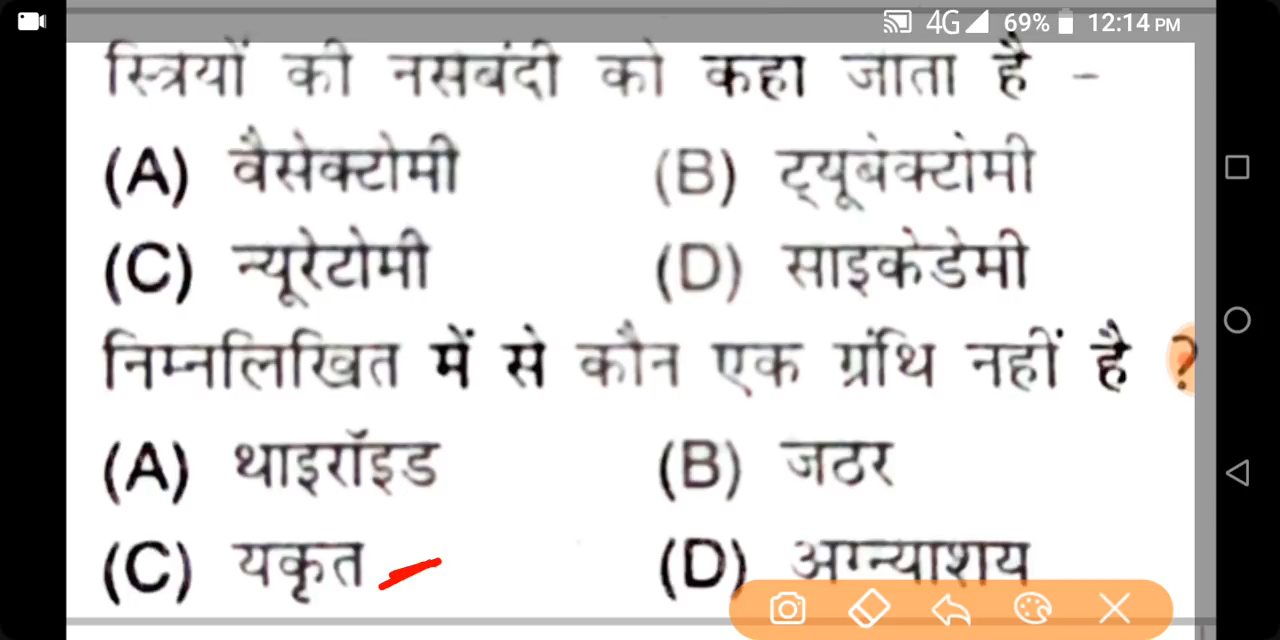 4G 69% 12:14 PM
स्त्रियों की नसबंदी को कहा जाता है -
(A) वैसेक्टोमी (B) ट्यूबेक्टोमी
(C) न्यूरेटोमी (D) साइकेडेमी
निम्नलिखित में से कौन एक ग्रंथि नहीं है ?
(A) थाइरॉइड (B) जठर
(C) यकृत (D) अग्न्याशय